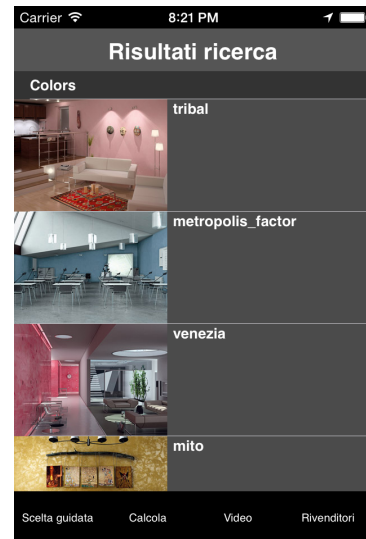 Carrier 8:21 PM
Risultati ricerca
Colors
tribal
metropolis_factor
venezia
mito
Scelta guidata Calcola Video Rivenditori